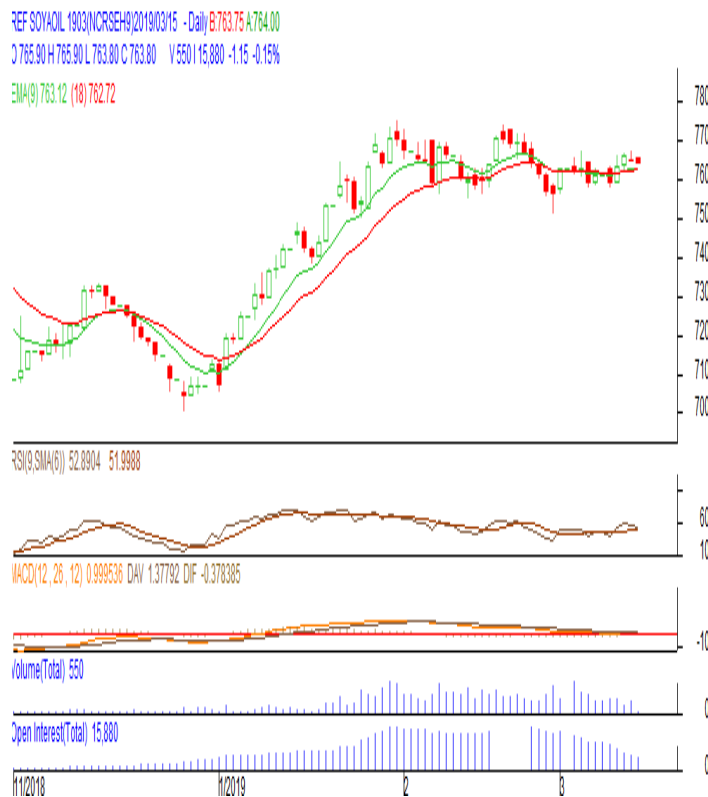 REF SOYAOIL 1903(NCRSEH9)2019/03/15 - Daily B:763.75 A:764.00
O 765.90 H 765.90 L 763.80 C 763.80 V 550 I 15,880 -1.15 -0.15%
EMA(9) 763.12 (18) 762.72
780
770
760
750
740
730
720
710
700
RSI(9,SMA(6)) 52.8904 51.9988
60
10
MACD(12 , 26 , 12) 0.999536 DAV 1.37792 DIF -0.378385
-10
Volume(Total) 550
0
Open Interest(Total) 15,880
0
11/2018 1/2019 2 3